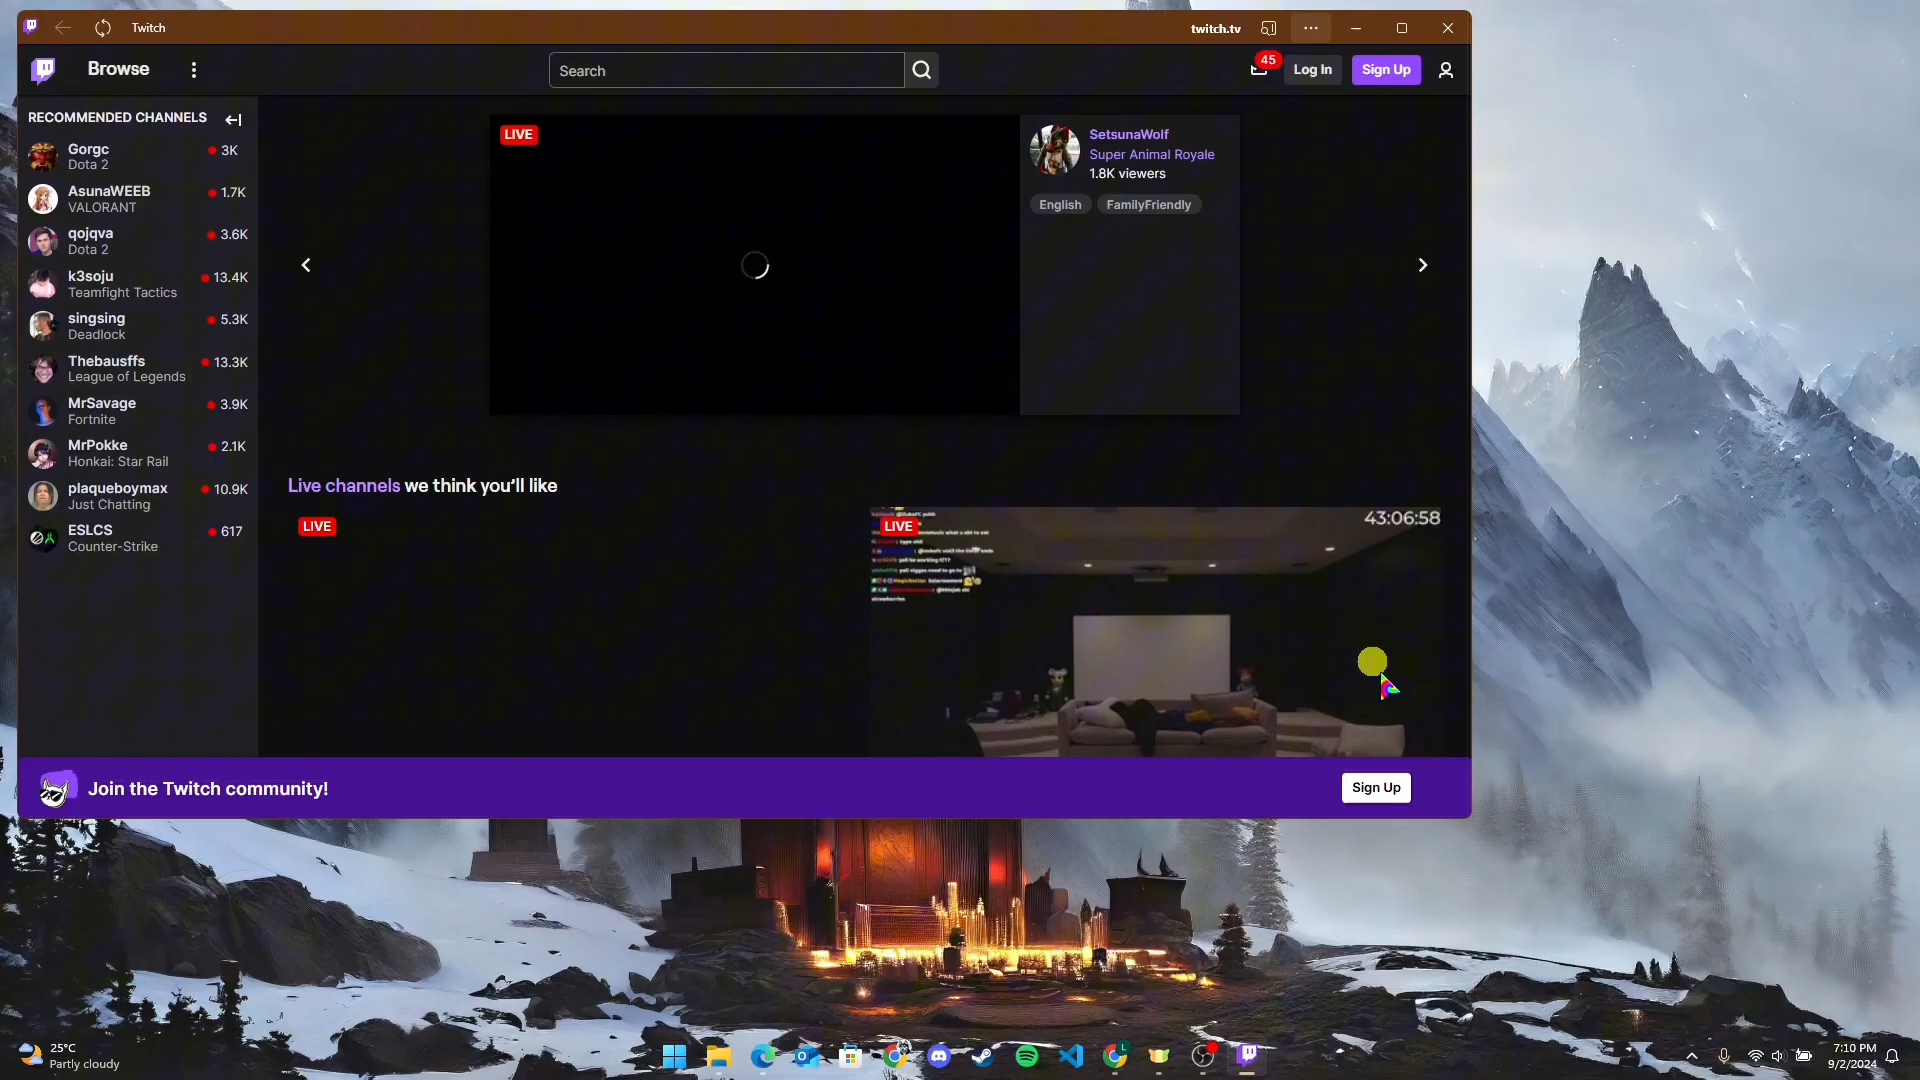 Twitch
twitch.tv
Browse
Search
45
Log In
Sign Up
RECOMMENDED CHANNELS
Gorgc
3K
Dota 2
AsunaWEEB
1.7K
VALORANT
qojqva
3.6K
Dota 2
k3soju
13.4K
Teamfight Tactics
singsing
5.3K
Deadlock
Thebausffs
13.3K
League of Legends
MrSavage
3.9K
Fortnite
MrPokke
2.1K
Honkai: Star Rail
plaqueboymax
10.9K
Just Chatting
ESLCS
617
Counter-Strike
LIVE
SetsunaWolf
Super Animal Royale
1.8K viewers
English
FamilyFriendly
Live channels we think you'll like
LIVE
LIVE
43:06:58
Join the Twitch community!
Sign Up
25°C
Partly cloudy
L
7:10 PM
9/2/2024